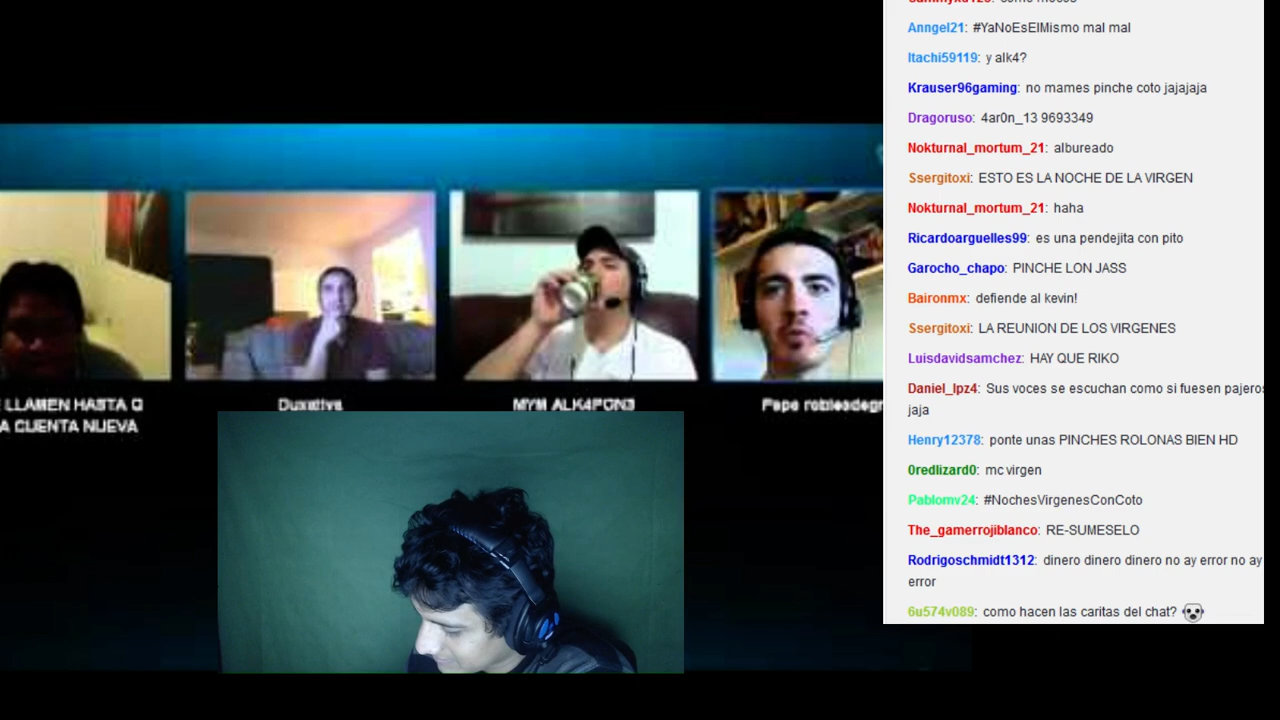 LLAMEN HASTA Q
A CUENTA NUEVA
Duxativa
MYM ALK4PON3
Pepe roblesdegr
Anngel21: #YaNoEsElMismo mal mal
Itachi59119: y alk4?
Krauser96gaming: no mames pinche coto jajajaja
Dragoruso: 4ar0n_13 9693349
Nokturnal_mortum_21: albureado
Ssergitoxi: ESTO ES LA NOCHE DE LA VIRGEN
Nokturnal_mortum_21: haha
Ricardoarguelles99: es una pendejita con pito
Garocho_chapo: PINCHE LON JASS
Baironmx: defiende al kevin!
Ssergitoxi: LA REUNION DE LOS VIRGENES
Luisdavidsamchez: HAY QUE RIKO
Daniel_lpz4: Sus voces se escuchan como si fuesen pajeros
jaja
Henry12378: ponte unas PINCHES ROLONAS BIEN HD
0redlizard0: mc virgen
Pablomv24: #NochesVirgenesConCoto
The_gamerrojiblanco: RE-SUMESELO
Rodrigoschmidt1312: dinero dinero dinero no ay error no ay
error
6u574v089: como hacen las caritas del chat?